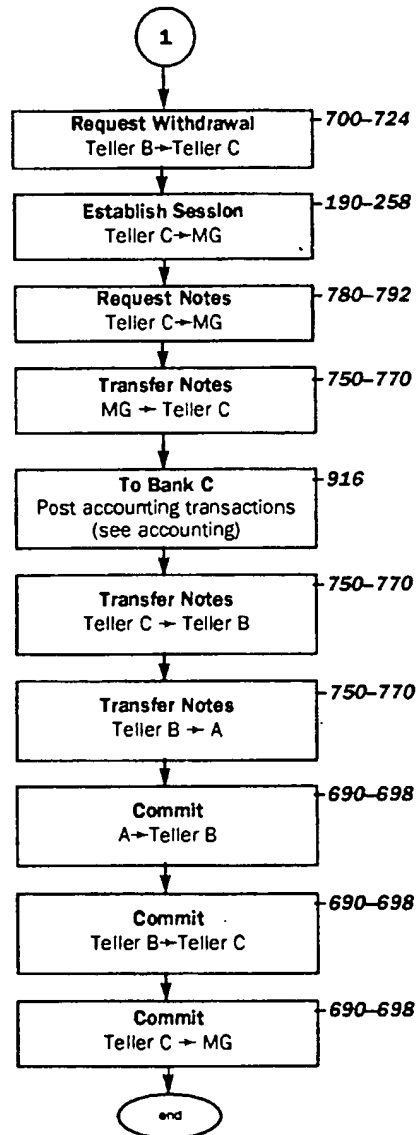 1
Request Withdrawal
700–724
Teller B→Teller C
Establish Session
190–258
Teller C→MG
Request Notes
780–792
Teller C→MG
Transfer Notes
750–770
MG → Teller C
To Bank C
916
Post accounting transactions
(see accounting)
Transfer Notes
750–770
Teller C → Teller B
Transfer Notes
750–770
Teller B → A
Commit
690–698
A→Teller B
Commit
690–698
Teller B→Teller C
Commit
690–698
Teller C → MG
end